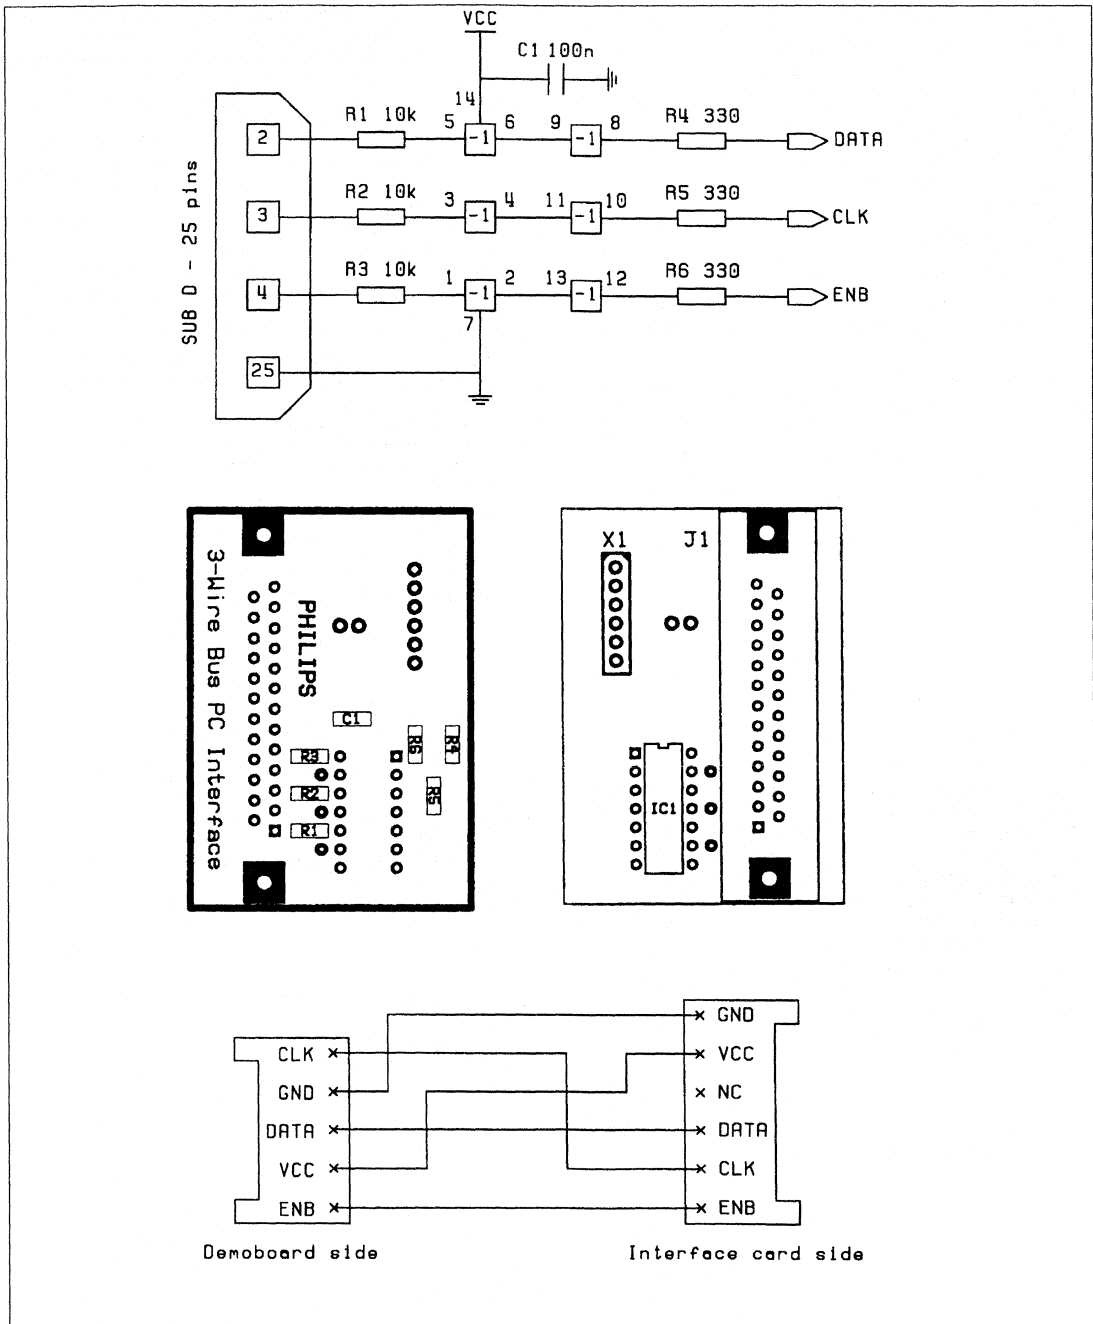 VCC
C1 100n
14
R1 10k
5
6
9
8
R4 330
2
-1
-1
DATA
R2 10k
3
4
11
10
R5 330
3
-1
-1
CLK
R3 10k
1
2
13
12
R6 330
4
-1
-1
ENB
7
25
SUB D - 25 pins
3-Wire Bus PC Interface
PHILIPS
C1
R3
R2
R1
R6
R4
R5
X1
J1
IC1
CLK
GND
DATA
VCC
ENB
Demoboard side
GND
VCC
NC
DATA
CLK
ENB
Interface card side